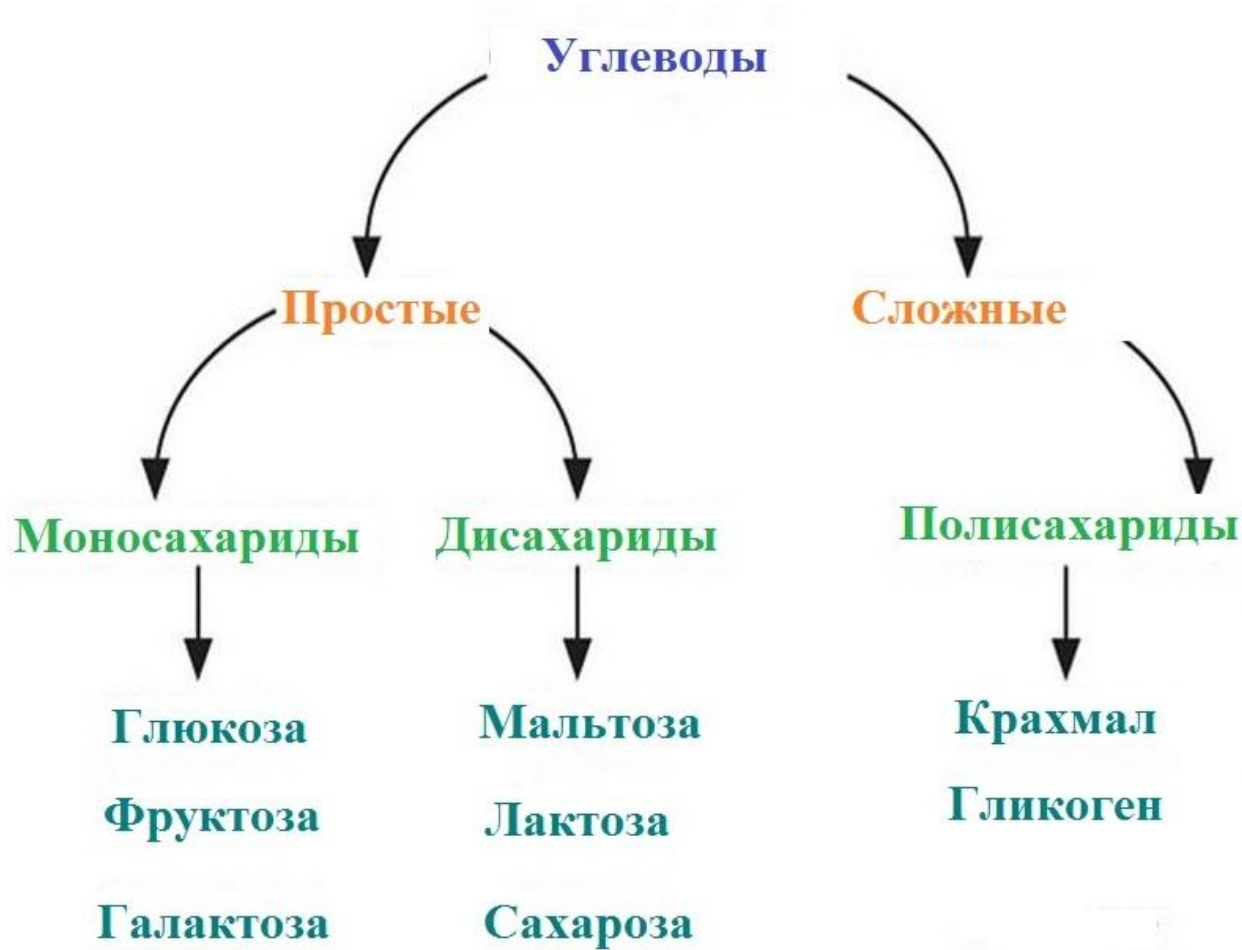 Углеводы
Простые
Сложные
Моносахариды
Дисахариды
Полисахариды
Глюкоза
Мальтоза
Крахмал
Фруктоза
Лактоза
Гликоген
Галактоза
Сахароза